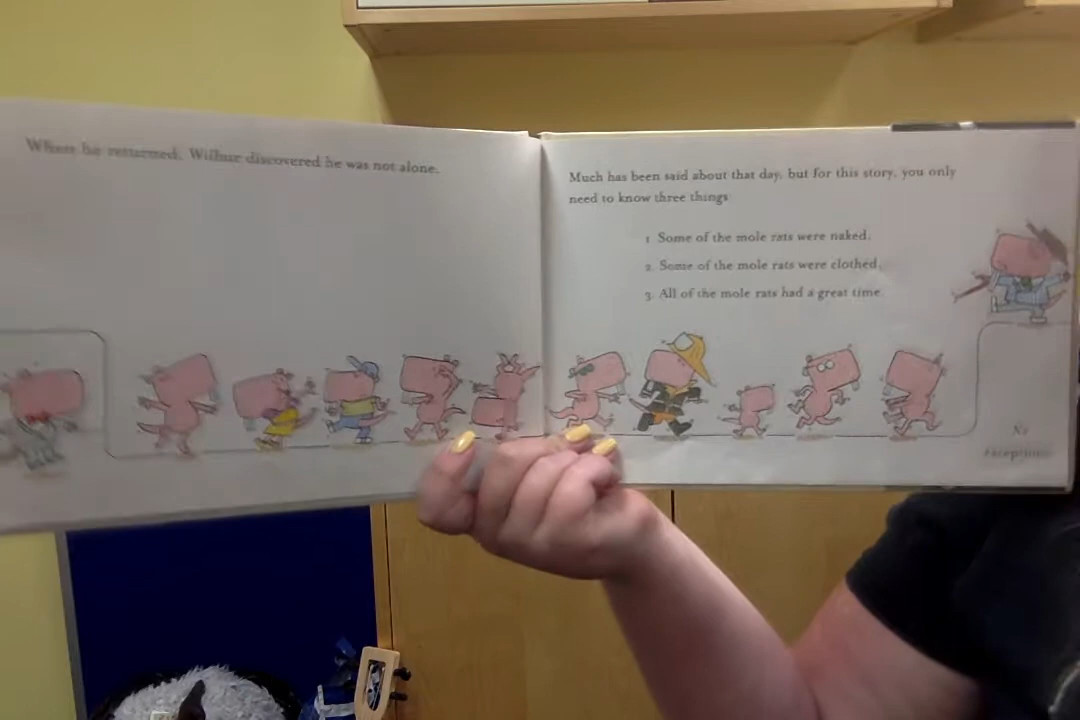 When he returned, Wilbur discovered he was not alone.
Much has been said about that day, but for this story, you only
need to know three things:
1. Some of the mole rats were naked.
2. Some of the mole rats were clothed.
3. All of the mole rats had a great time.
No
exceptions.